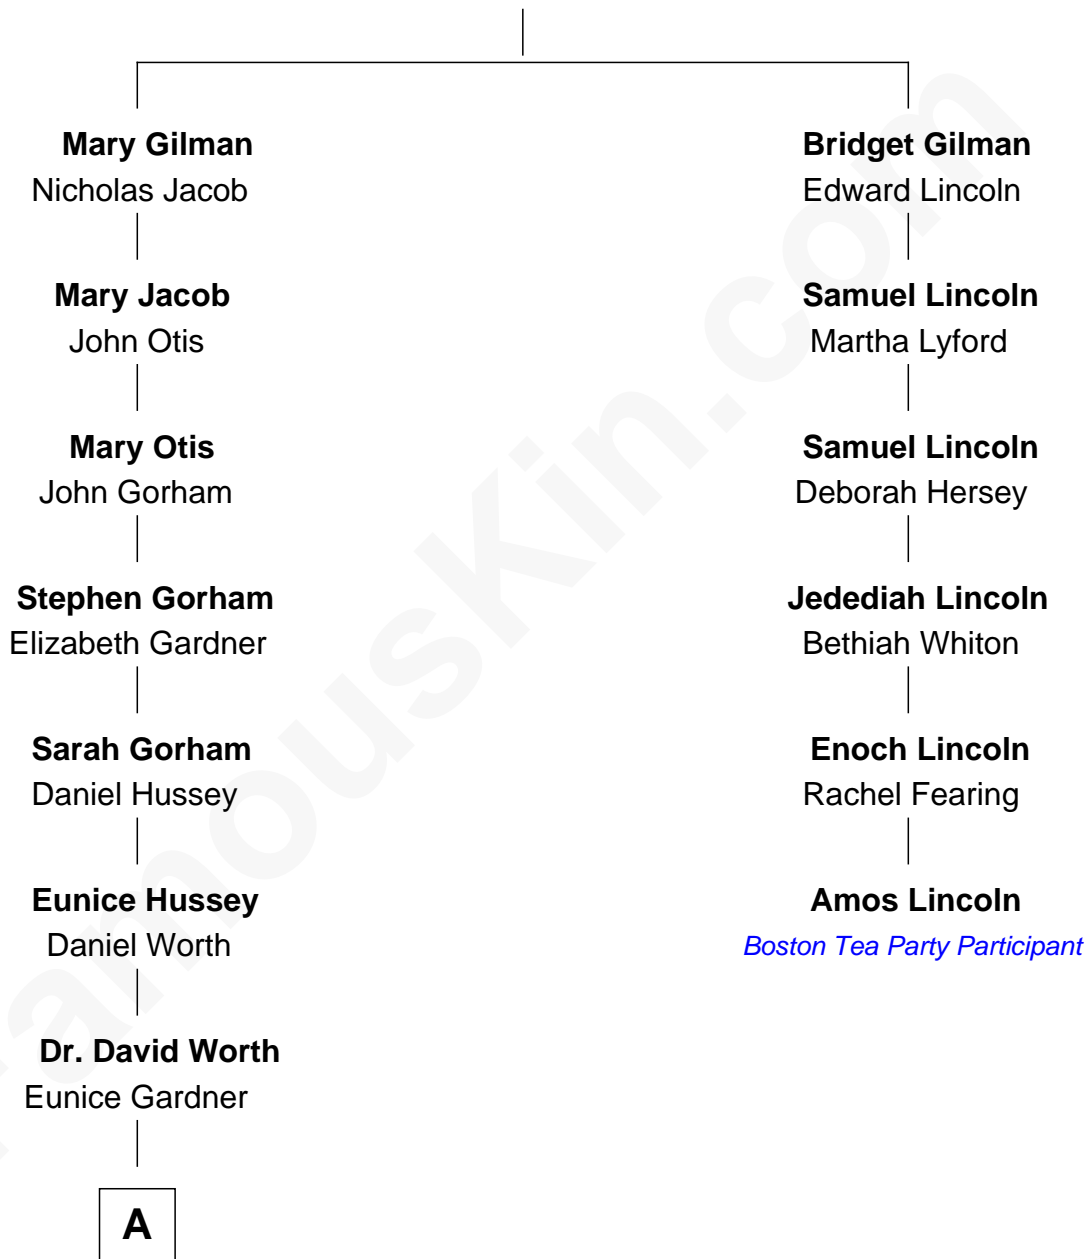 Mary Gilman
Nicholas Jacob
Mary Jacob
John Otis
Mary Otis
John Gorham
Stephen Gorham
Elizabeth Gardner
Sarah Gorham
Daniel Hussey
Eunice Hussey
Daniel Worth
Dr. David Worth
Eunice Gardner
A
Bridget Gilman
Edward Lincoln
Samuel Lincoln
Martha Lyford
Samuel Lincoln
Deborah Hersey
Jedediah Lincoln
Bethiah Whiton
Enoch Lincoln
Rachel Fearing
Amos Lincoln
Boston Tea Party Participant
FamousKin.com